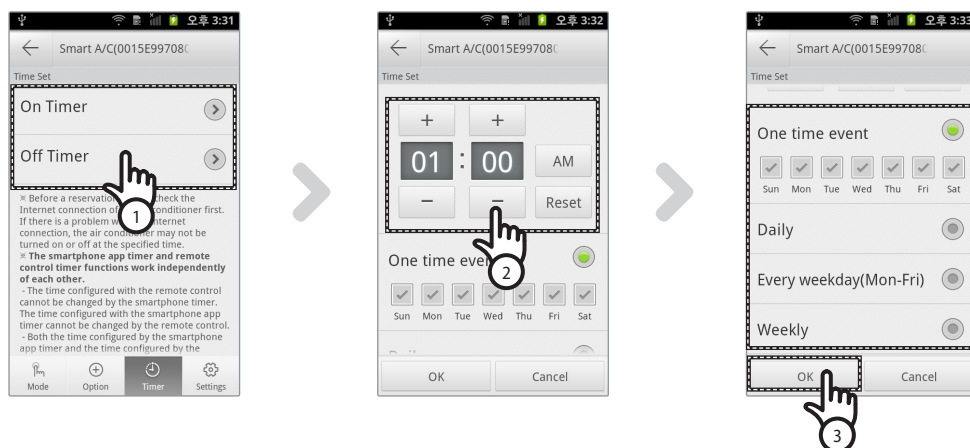 오후 3:31
Smart A/C(0015E99708
Time Set
On Timer
Off Timer
※ Before a reservation check the
Internet connection of conditioner first.
If there is a problem internet
connection, the air conditioner may not be
turned on or off at the specified time.
※ The smartphone app timer and remote
control timer functions work independently
of each other.
- The time configured with the remote control
cannot be changed by the smartphone timer.
The time configured with the smartphone app
timer cannot be changed by the remote control.
- Both the time configured by the smartphone
app timer and the time configured by the
Mode Option Timer Settings
1
오후 3:32
Smart A/C(0015E99708
Time Set
+ +
01 : 00 AM
− − Reset
2
One time event
Sun Mon Tue Wed Thu Fri Sat
OK Cancel
오후 3:33
Smart A/C(0015E99708
Time Set
One time event
Sun Mon Tue Wed Thu Fri Sat
Daily
Every weekday(Mon-Fri)
Weekly
OK Cancel
3